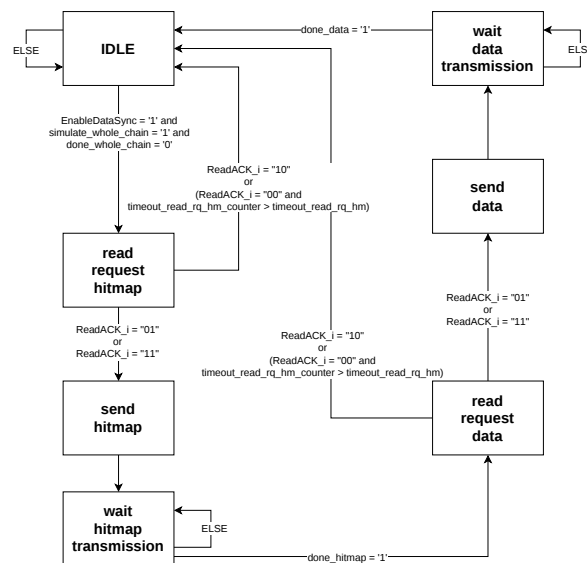 done_data = '1'
IDLE
ELSE
wait
data
transmission
ELS
EnableDataSync = '1' and
simulate_whole_chain = '1' and
done_whole_chain = '0'
ReadACK_i = "10"
or
(ReadACK_i = "00" and
timeout_read_rq_hm_counter > timeout_read_rq_hm)
send
data
read
request
hitmap
ReadACK_i = "01"
or
ReadACK_i = "11"
ReadACK_i = "01"
or
ReadACK_i = "11"
ReadACK_i = "10"
or
(ReadACK_i = "00" and
timeout_read_rq_hm_counter > timeout_read_rq_hm)
send
hitmap
read
request
data
wait
hitmap
transmission
ELSE
done_hitmap = '1'